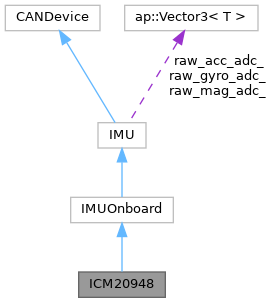 CANDevice
ap::Vector3< T >
raw_acc_adc_
raw_gyro_adc_
raw_mag_adc_
IMU
IMUOnboard
ICM20948